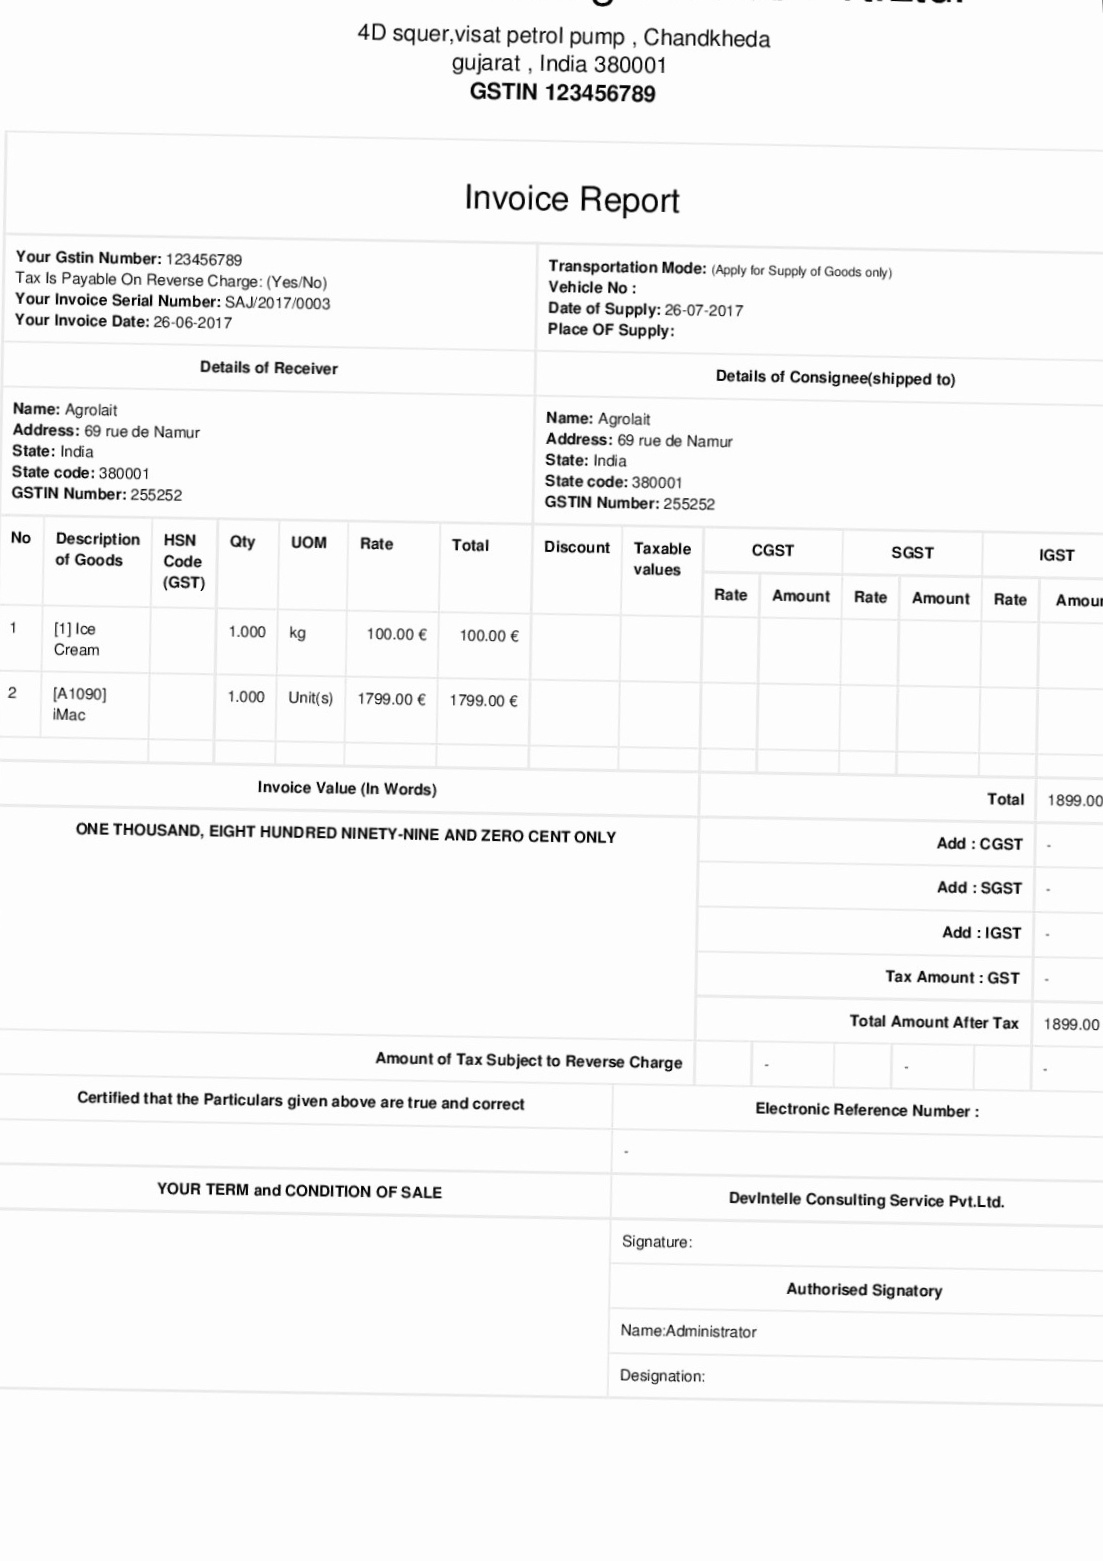 4D squer,visat petrol pump , Chandkheda
gujarat , India 380001
GSTIN 123456789
Invoice Report
Your Gstin Number: 123456789
Tax Is Payable On Reverse Charge: (Yes/No)
Your Invoice Serial Number: SAJ/2017/0003
Your Invoice Date: 26-06-2017
Transportation Mode: (Apply for Supply of Goods only)
Vehicle No :
Date of Supply: 26-07-2017
Place OF Supply:
Details of Receiver
Details of Consignee(shipped to)
Name: Agrolait
Address: 69 rue de Namur
State: India
State code: 380001
GSTIN Number: 255252
Name: Agrolait
Address: 69 rue de Namur
State: India
State code: 380001
GSTIN Number: 255252
No Description of Goods HSN Code (GST) Qty UOM Rate Total Discount Taxable values CGST SGST IGST
Rate Amount Rate Amount Rate Amou
1 [1] Ice Cream 1.000 kg 100.00 € 100.00 €
2 [A1090] iMac 1.000 Unit(s) 1799.00 € 1799.00 €
Invoice Value (In Words)
Total 1899.00
ONE THOUSAND, EIGHT HUNDRED NINETY-NINE AND ZERO CENT ONLY
Add : CGST -
Add : SGST -
Add : IGST -
Tax Amount : GST -
Total Amount After Tax 1899.00
Amount of Tax Subject to Reverse Charge - - -
Certified that the Particulars given above are true and correct
Electronic Reference Number :
-
YOUR TERM and CONDITION OF SALE
DevIntelle Consulting Service Pvt.Ltd.
Signature:
Authorised Signatory
Name:Administrator
Designation: